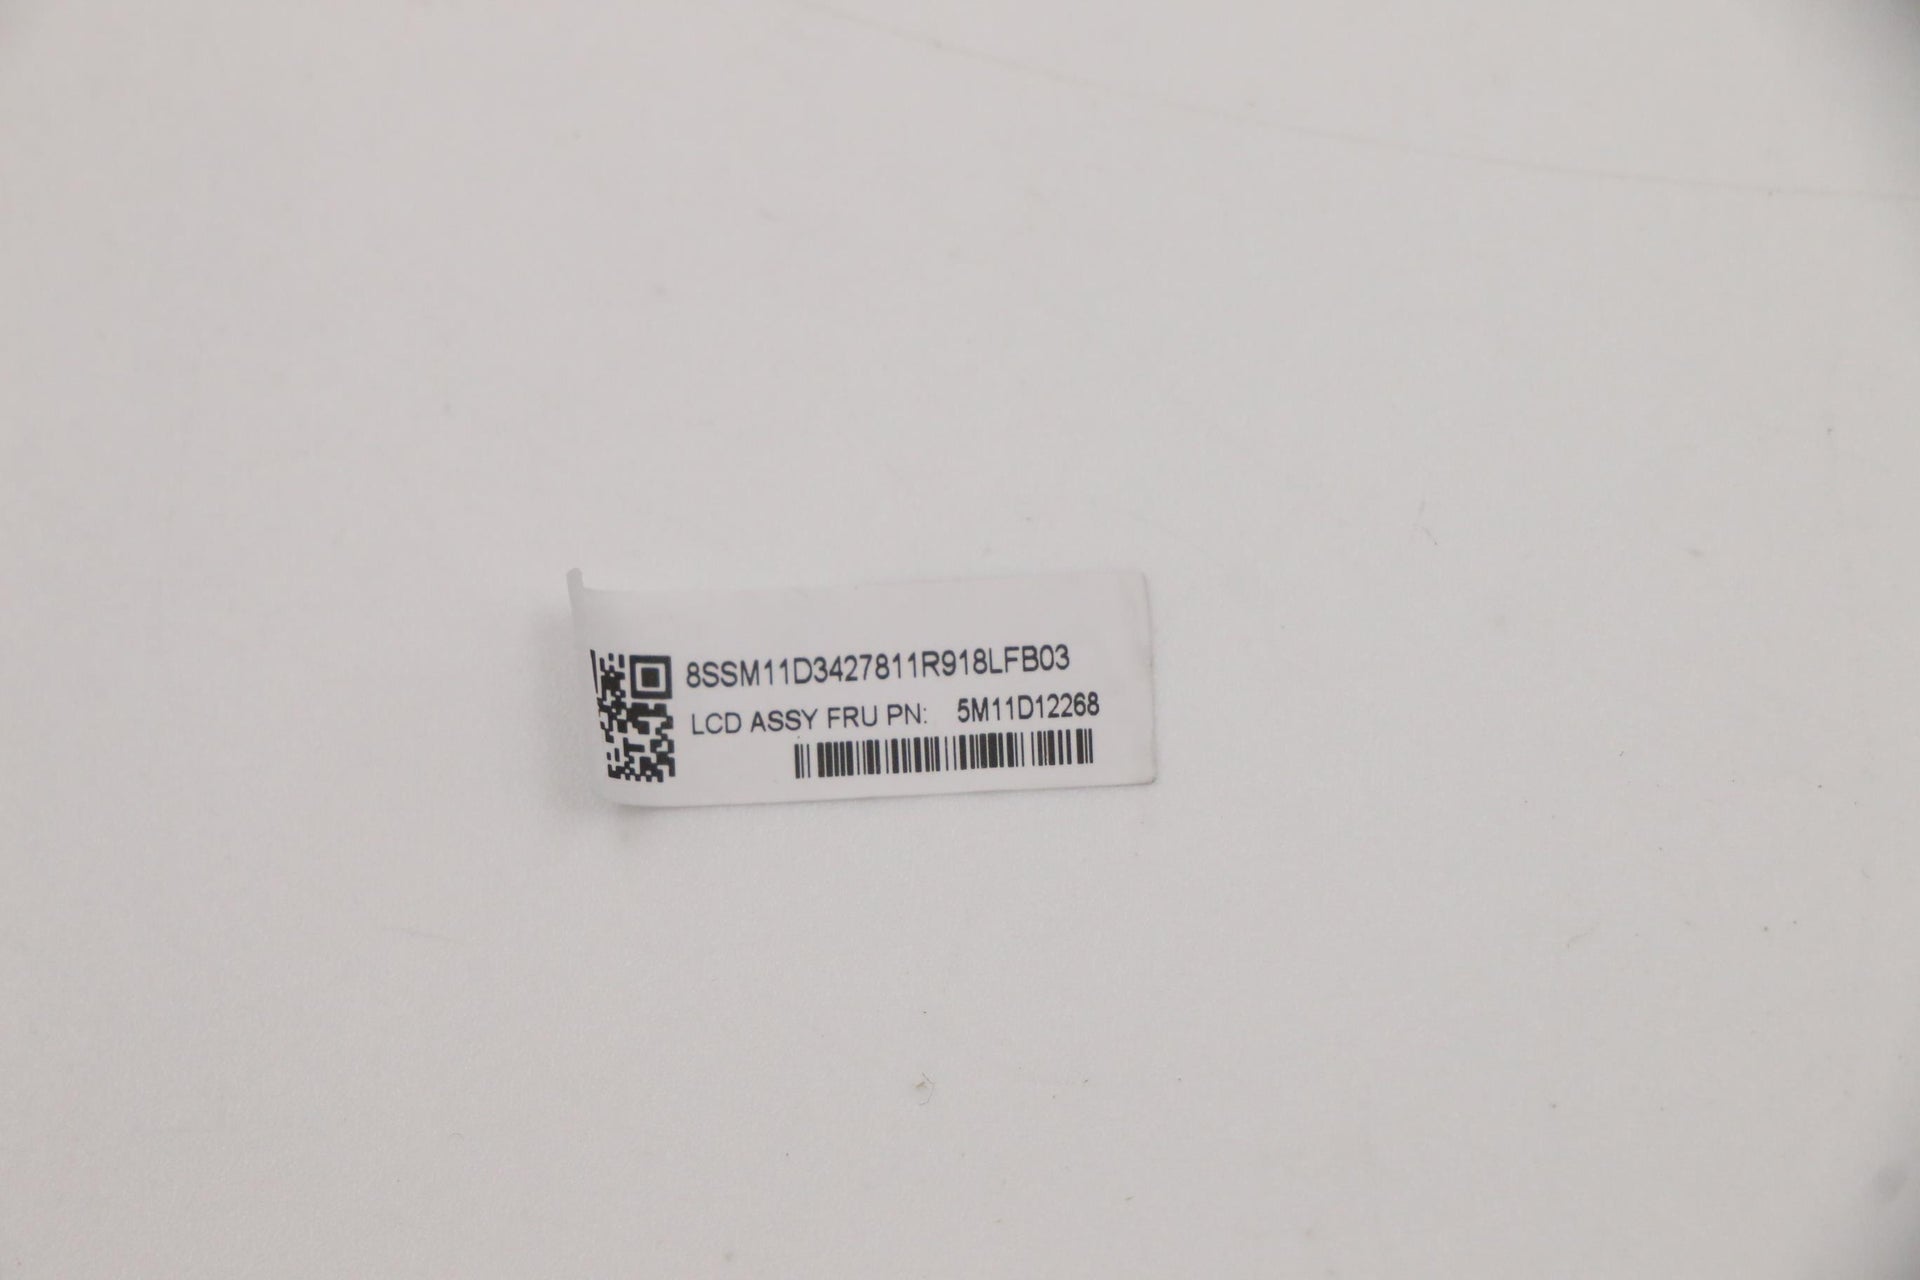 8SSM11D3427811R918LFB03
LCD ASSY FRU PN: 5M11D12268